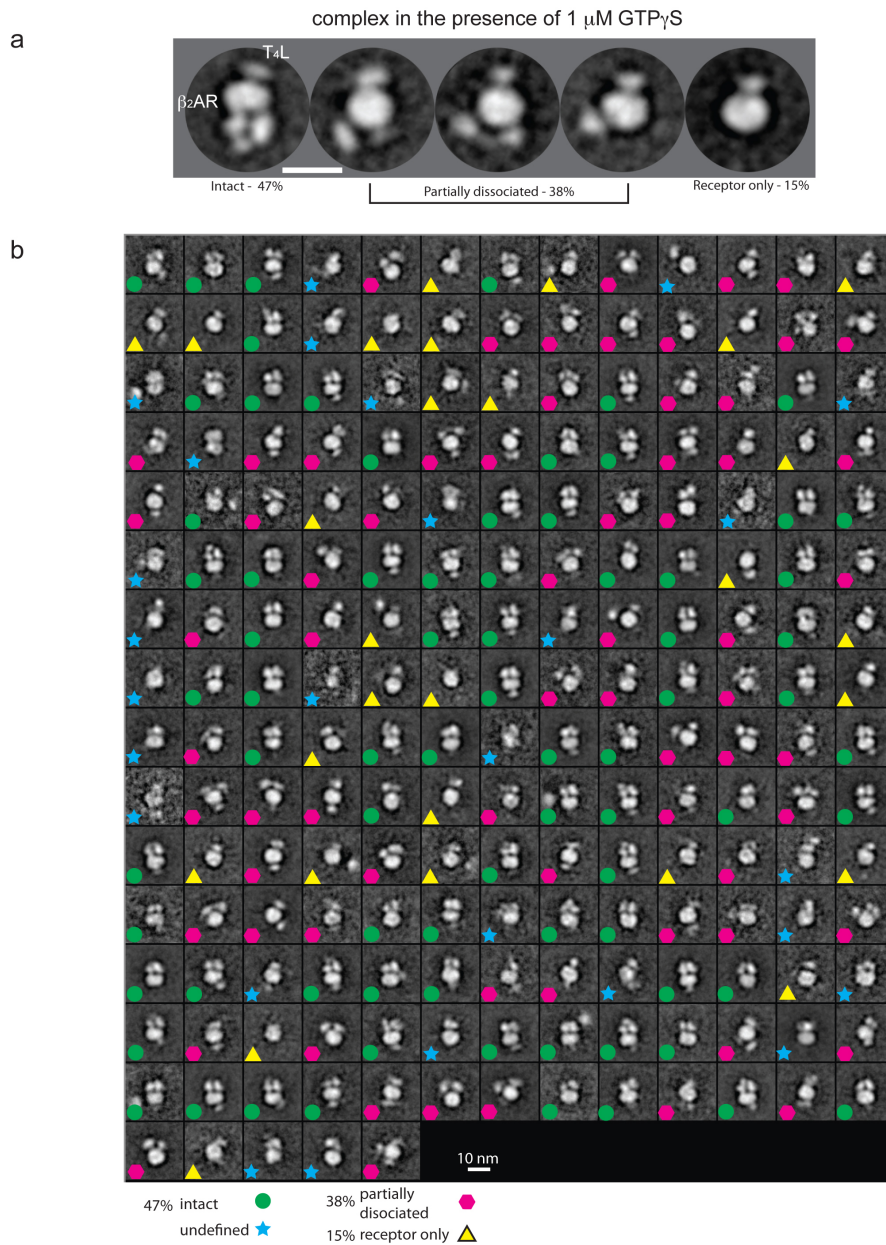 complex in the presence of 1 μM GTPγS
a
T₄L
β₂AR
Intact - 47%
Partially dissociated - 38%
Receptor only - 15%
b
10 nm
47% intact
38% partially
disociated
undefined
15% receptor only